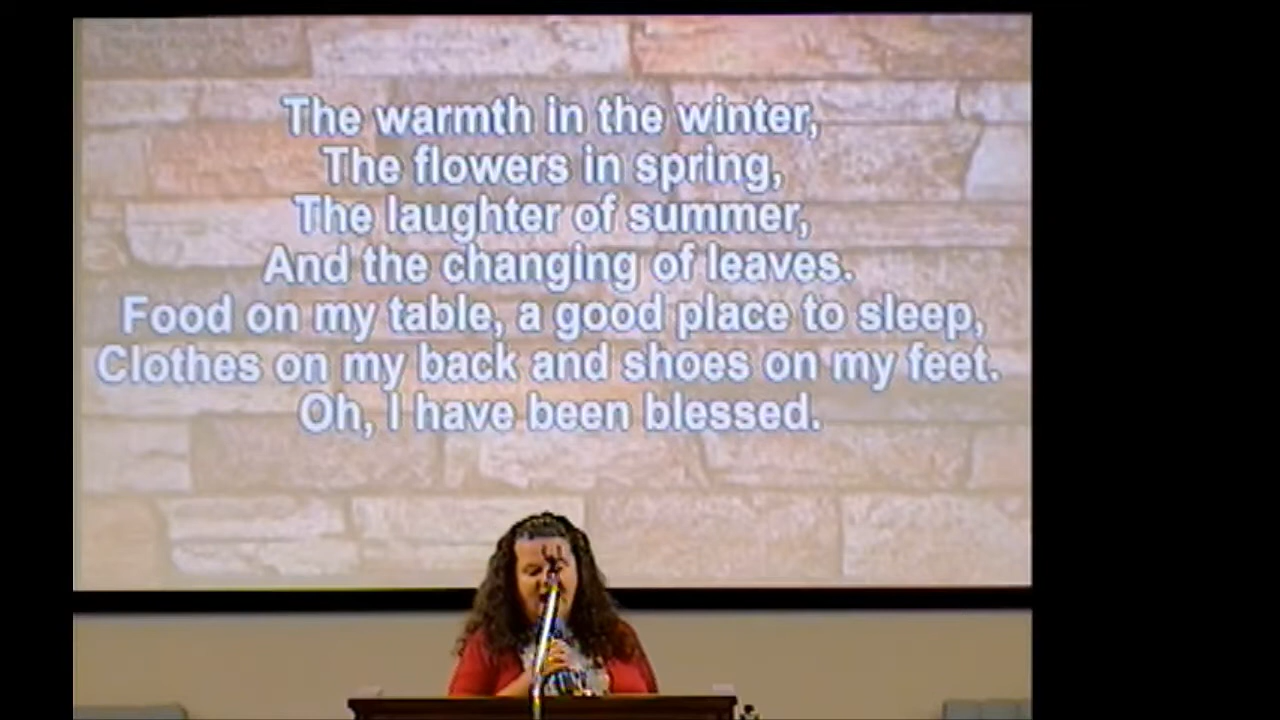 The warmth in the winter,
The flowers in spring,
The laughter of summer,
And the changing of leaves.
Food on my table, a good place to sleep,
Clothes on my back and shoes on my feet.
Oh, I have been blessed.